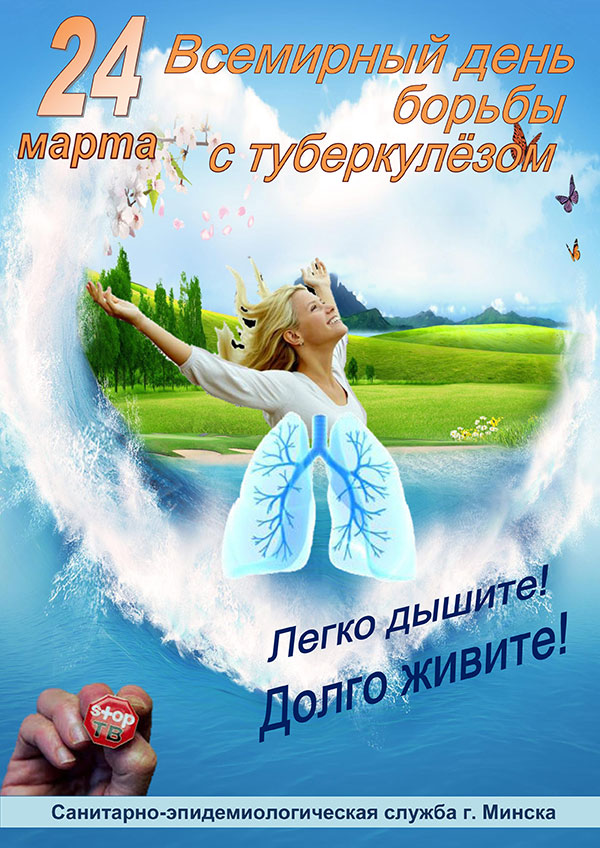 24
марта
Всемирный день
борьбы
с туберкулёзом
Легко дышите!
Долго живите!
stop
TB
Санитарно-эпидемиологическая служба г. Минска